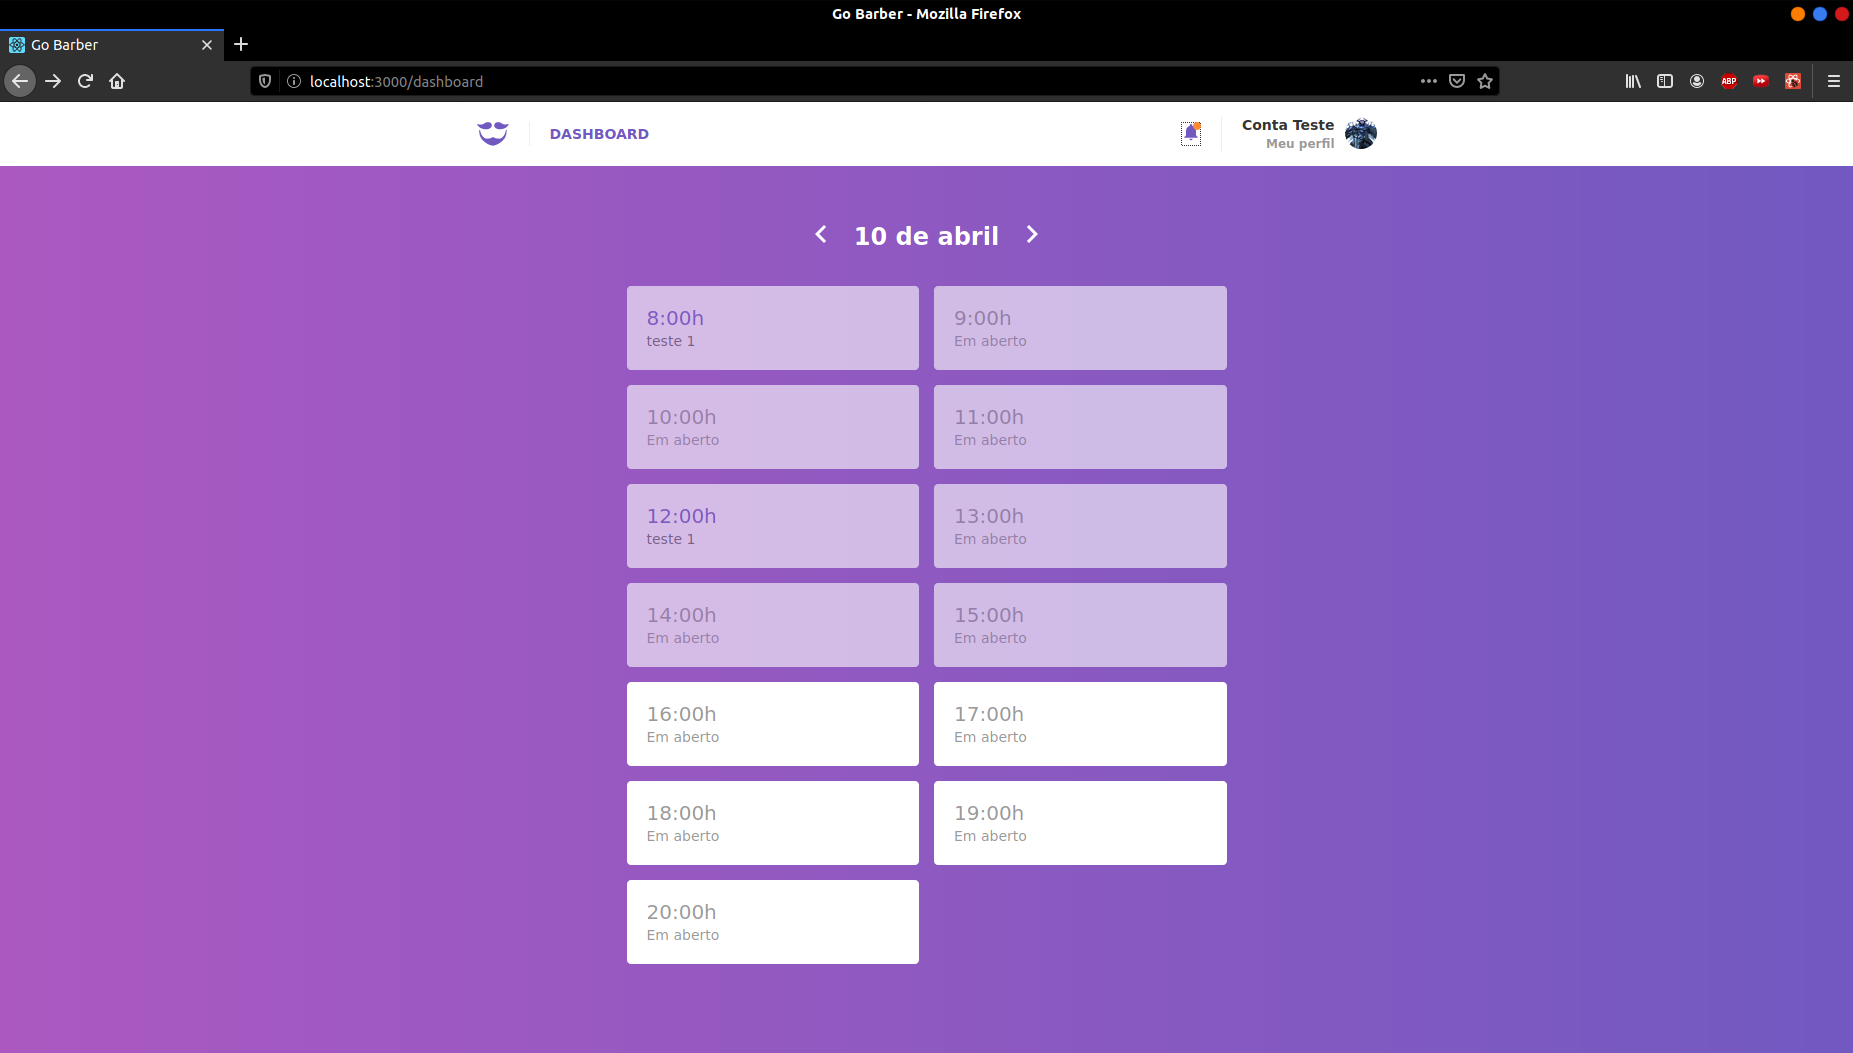 Go Barber - Mozilla Firefox
Go Barber
localhost:3000/dashboard
ABP
DASHBOARD
Conta Teste
Meu perfil
10 de abril
8:00h
teste 1
9:00h
Em aberto
10:00h
Em aberto
11:00h
Em aberto
12:00h
teste 1
13:00h
Em aberto
14:00h
Em aberto
15:00h
Em aberto
16:00h
Em aberto
17:00h
Em aberto
18:00h
Em aberto
19:00h
Em aberto
20:00h
Em aberto